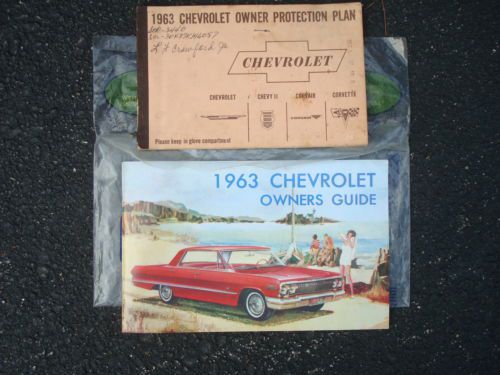 1963 CHEVROLET OWNER PROTECTION PLAN
CHEVROLET
CHEVROLET CHEVY II CORVAIR CORVETTE
Please keep in glove compartment
1963 CHEVROLET
OWNERS GUIDE